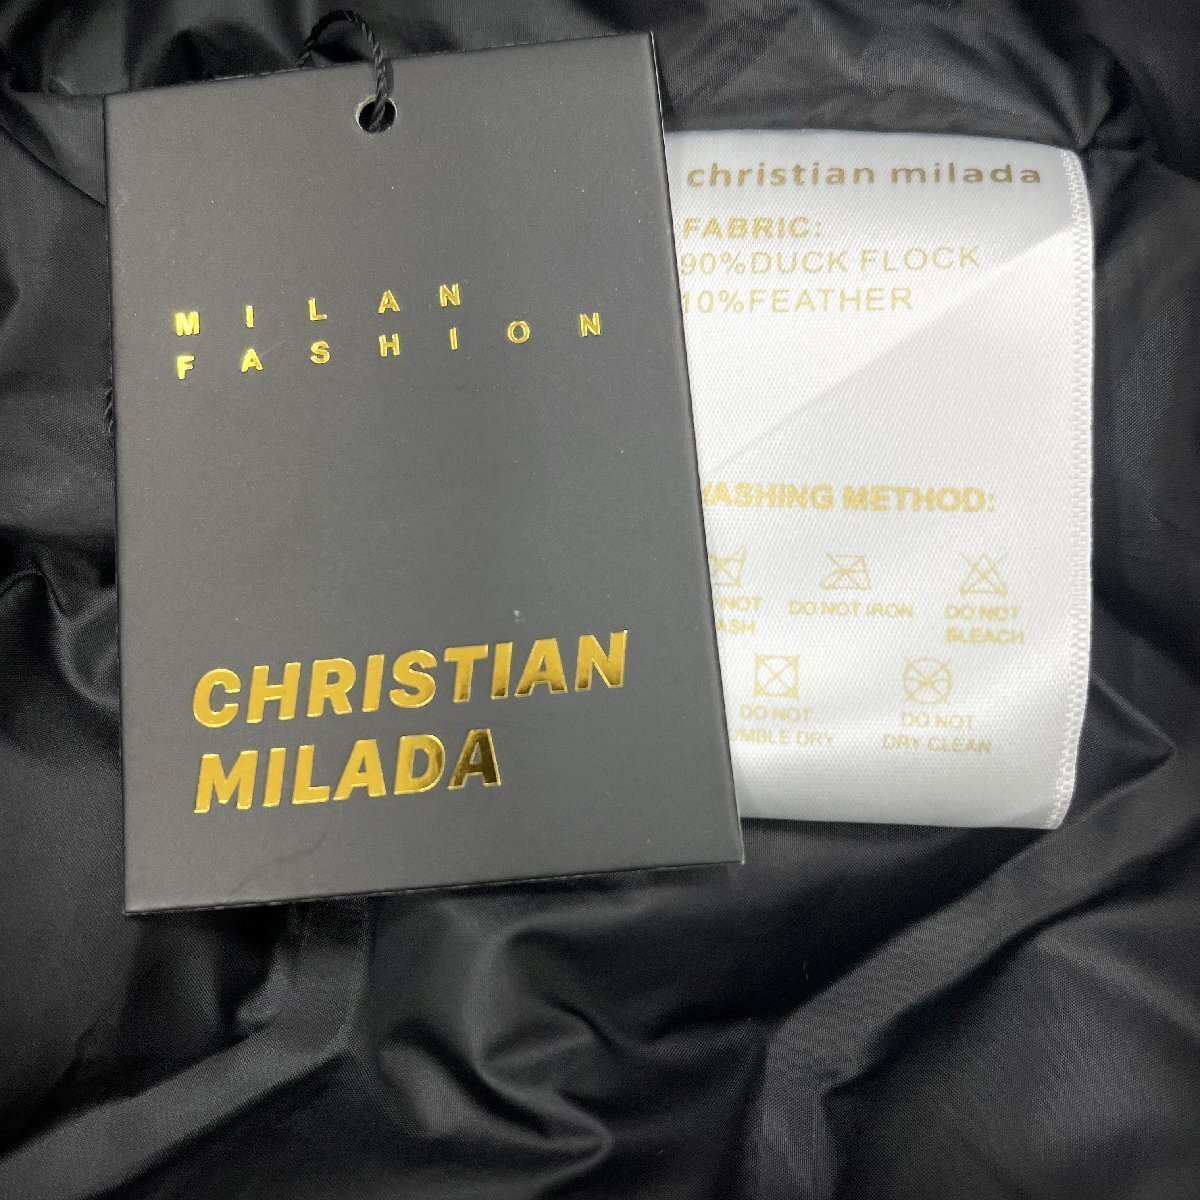 MILAN
FASHION
CHRISTIAN
MILADA
christian milada
FABRIC:
90%DUCK FLOCK
10%FEATHER
WASHING METHOD:
DO NOT IRON
DO NOT
BLEACH
DO NOT
DO NOT
DRY CLEAN
DRY